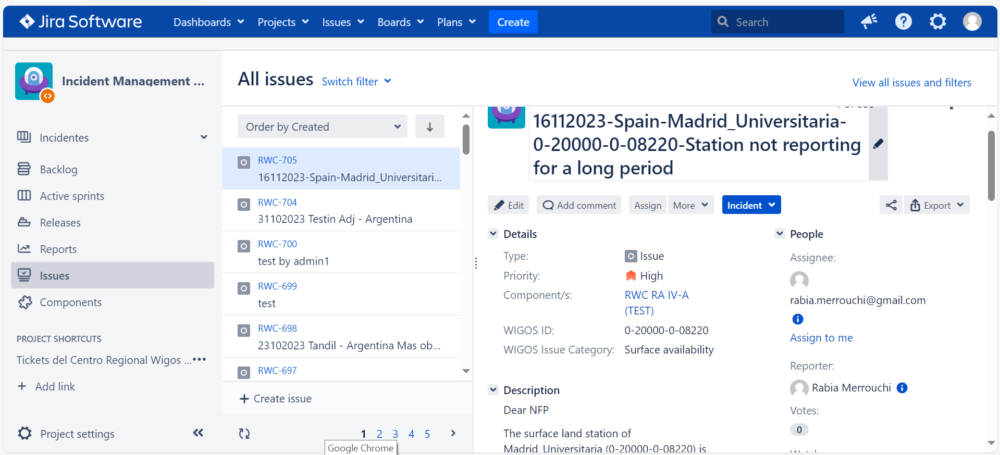 Jira Software
Dashboards
Projects
Issues
Boards
Plans
Create
Search
Incident Management ...
Incidentes
Backlog
Active sprints
Releases
Reports
Issues
Components
PROJECT SHORTCUTS
Tickets del Centro Regional Wigos ...
Add link
Project settings
All issues
Switch filter
View all issues and filters
Order by Created
RWC-705
16112023-Spain-Madrid_Universitari...
RWC-704
31102023 Testin Adj - Argentina
RWC-700
test by admin1
RWC-699
test
RWC-698
23102023 Tandil - Argentina Mas ob...
RWC-697
Create issue
1 2 3 4 5
Google Chrome
16112023-Spain-Madrid_Universitaria-
0-20000-0-08220-Station not reporting
for a long period
Edit
Add comment
Assign
More
Incident
Export
Details
Type: Issue
Priority: High
Component/s: RWC RA IV-A
(TEST)
WIGOS ID: 0-20000-0-08220
WIGOS Issue Category: Surface availability
Description
Dear NFP
The surface land station of
Madrid_Universitaria (0-20000-0-08220) is
People
Assignee:
rabia.merrouchi@gmail.com
Assign to me
Reporter:
Rabia Merrouchi
Votes:
0